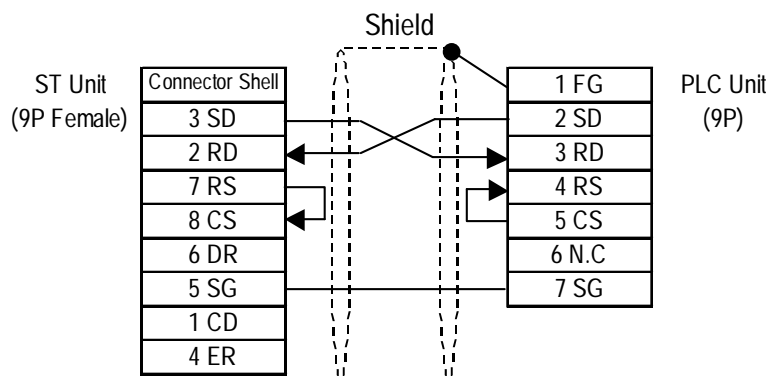 Shield
ST Unit
(9P Female)
Connector Shell
3 SD
2 RD
7 RS
8 CS
6 DR
5 SG
1 CD
4 ER
1 FG
2 SD
3 RD
4 RS
5 CS
6 N.C
7 SG
PLC Unit
(9P)